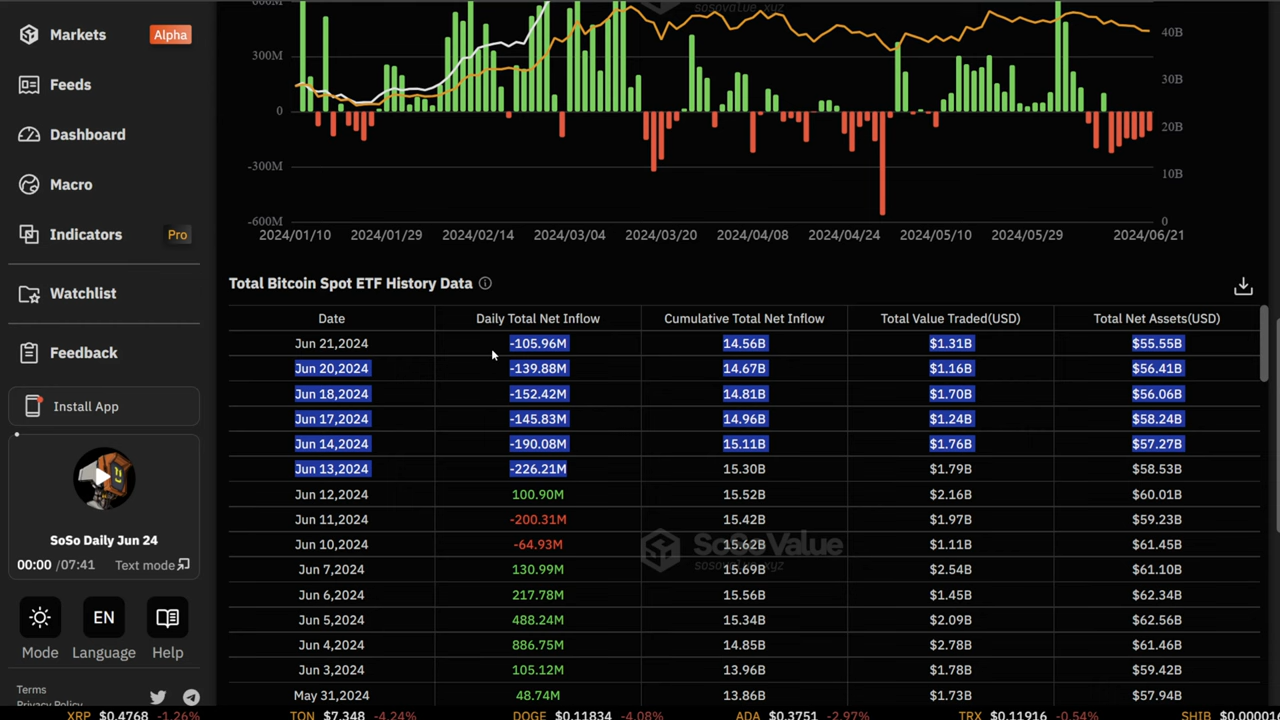 600M
sosovalue.xyz
Markets Alpha
40B
300M
Feeds
30B
0
Dashboard
20B
-300M
Macro
10B
-600M
0
2024/01/10 2024/01/29 2024/02/14 2024/03/04 2024/03/20 2024/04/08 2024/04/24 2024/05/10 2024/05/29 2024/06/21
Indicators Pro
Watchlist
Total Bitcoin Spot ETF History Data
Date Daily Total Net Inflow Cumulative Total Net Inflow Total Value Traded(USD) Total Net Assets(USD)
Jun 21,2024 -105.96M 14.56B $1.31B $55.55B
Feedback
Jun 20,2024 -139.88M 14.67B $1.16B $56.41B
Jun 18,2024 -152.42M 14.81B $1.70B $56.06B
Install App
Jun 17,2024 -145.83M 14.96B $1.24B $58.24B
Jun 14,2024 -190.08M 15.11B $1.76B $57.27B
Jun 13,2024 -226.21M 15.30B $1.79B $58.53B
Jun 12,2024 100.90M 15.52B $2.16B $60.01B
Jun 11,2024 -200.31M 15.42B $1.97B $59.23B
SoSo Daily Jun 24
Jun 10,2024 -64.93M 15.62B $1.11B $61.45B
SoSoValue
sosovalue.xyz
00:00 /07:41 Text mode
Jun 7,2024 130.99M 15.69B $2.54B $61.10B
Jun 6,2024 217.78M 15.56B $1.45B $62.34B
EN
Jun 5,2024 488.24M 15.34B $2.09B $62.56B
Mode Language Help
Jun 4,2024 886.75M 14.85B $2.78B $61.46B
Jun 3,2024 105.12M 13.96B $1.78B $59.42B
Terms
May 31,2024 48.74M 13.86B $1.73B $57.94B
Privacy Policy
XRP $0.4768 -1.26% TON $7.348 -4.24% DOGE $0.11834 -4.08% ADA $0.3751 -2.97% TRX $0.11916 -0.54% SHIB